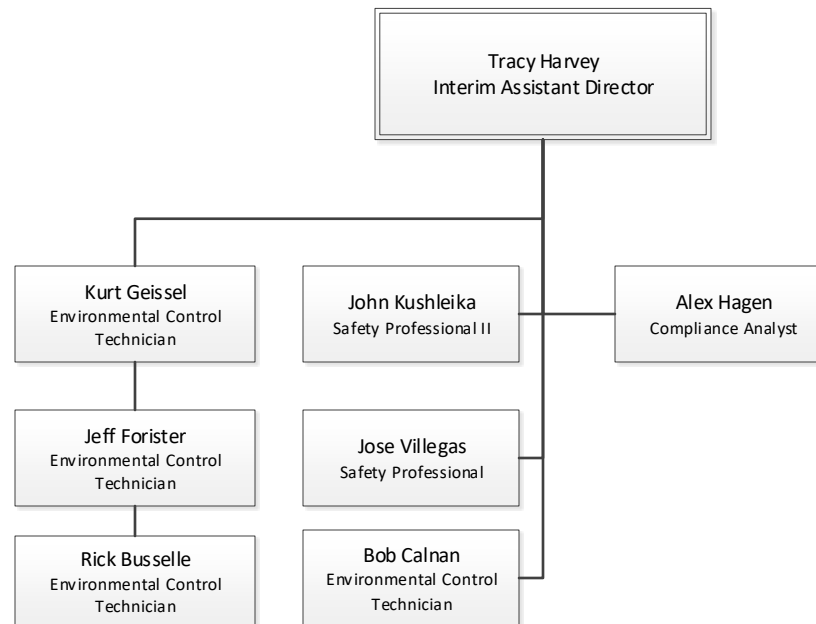 Tracy Harvey
Interim Assistant Director
Kurt Geissel
Environmental Control
Technician
John Kushleika
Safety Professional II
Alex Hagen
Compliance Analyst
Jeff Forister
Environmental Control
Technician
Jose Villegas
Safety Professional
Rick Busselle
Environmental Control
Technician
Bob Calnan
Environmental Control
Technician